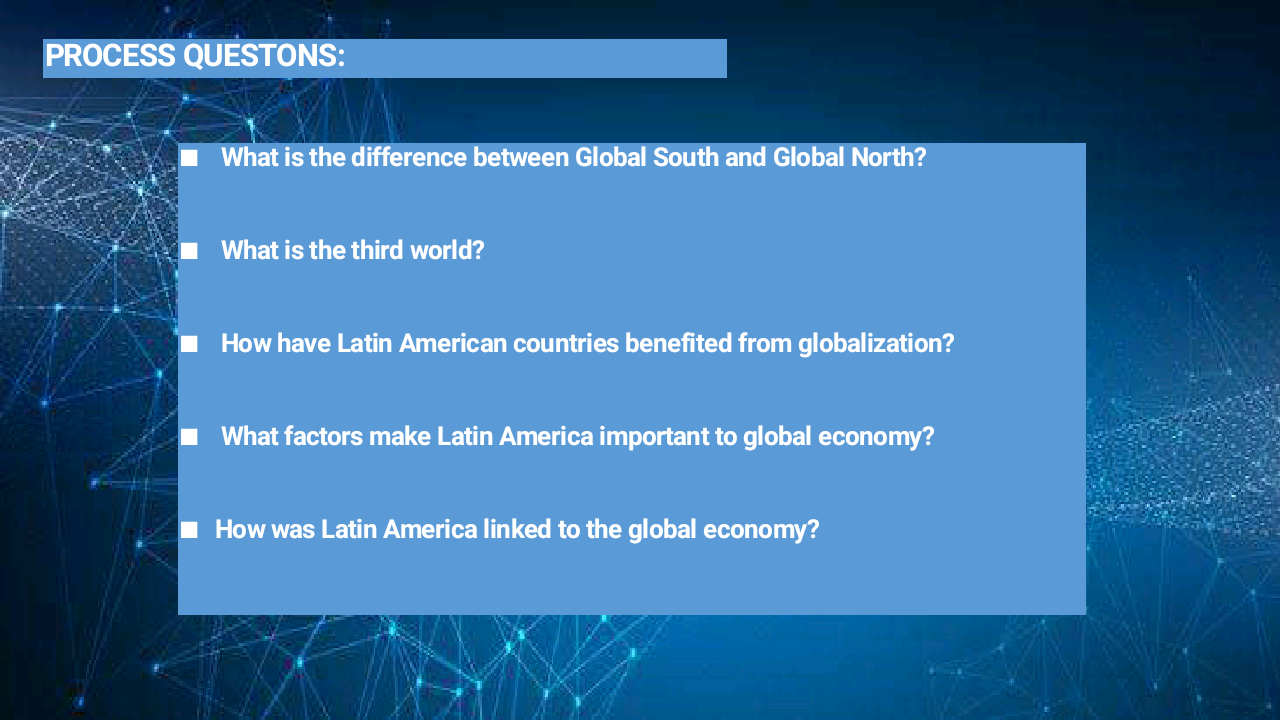 PROCESS QUESTONS:
■ What is the difference between Global South and Global North?
■ What is the third world?
■ How have Latin American countries benefited from globalization?
■ What factors make Latin America important to global economy?
■ How was Latin America linked to the global economy?